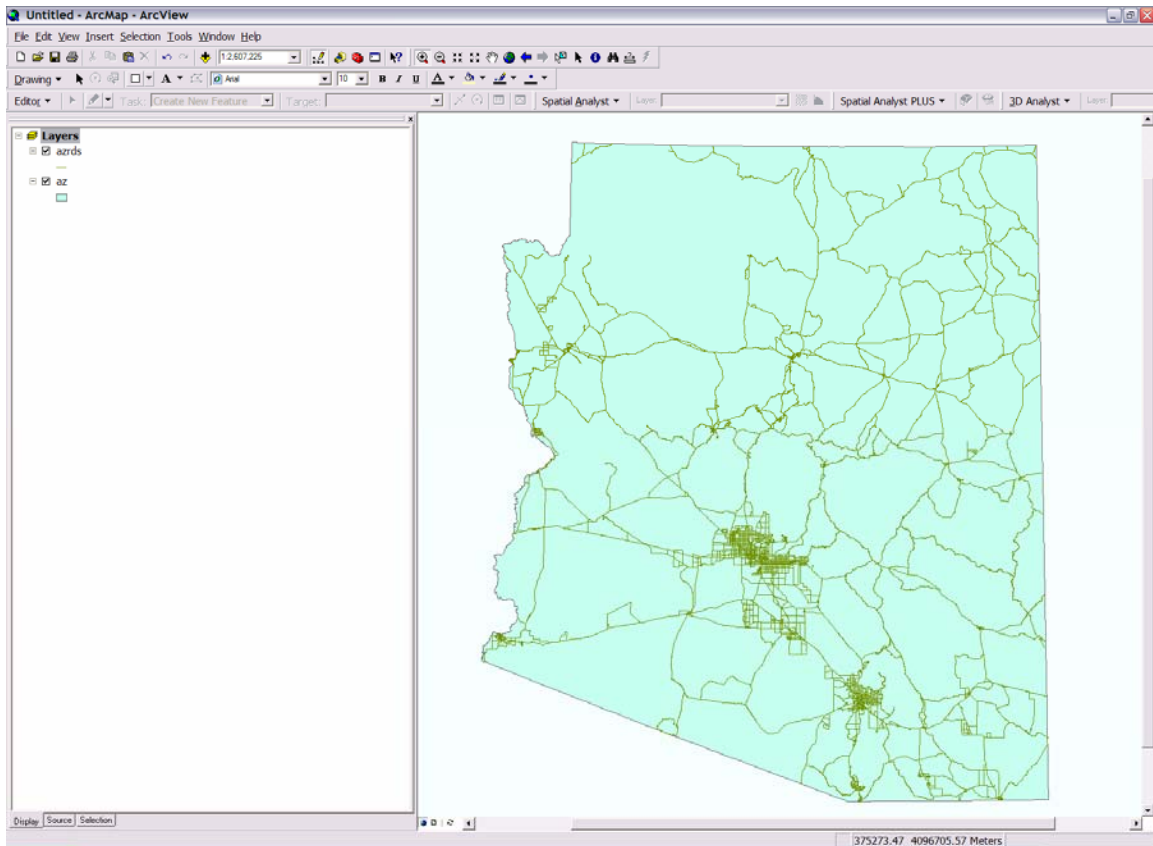 Untitled - ArcMap - ArcView
File Edit View Insert Selection Tools Window Help
1:2,607,225
Drawing A Arial 10 B I U A
Editor Task: Create New Feature Target: Spatial Analyst Layer: Spatial Analyst PLUS 3D Analyst Layer:
Layers
azrds
az
Display Source Selection
375273.47 4096705.57 Meters